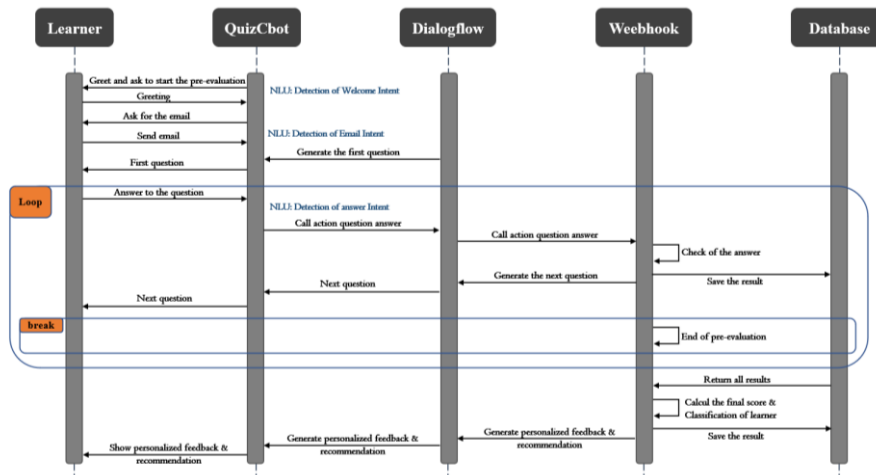 Learner
QuizCbot
Dialogflow
Weebhook
Database
Greet and ask to start the pre-evaluation
NLU: Detection of Welcome Intent
Greeting
Ask for the email
Send email
NLU: Detection of Email Intent
Generate the first question
First question
Loop
Answer to the question
NLU: Detection of answer Intent
Call action question answer
Call action question answer
Check of the answer
Generate the next question
Save the result
Next question
Next question
break
End of pre-evaluation
Return all results
Calcul the final score &
Classification of learner
Save the result
Generate personalized feedback &
recommendation
Generate personalized feedback &
recommendation
Show personalized feedback &
recommendation